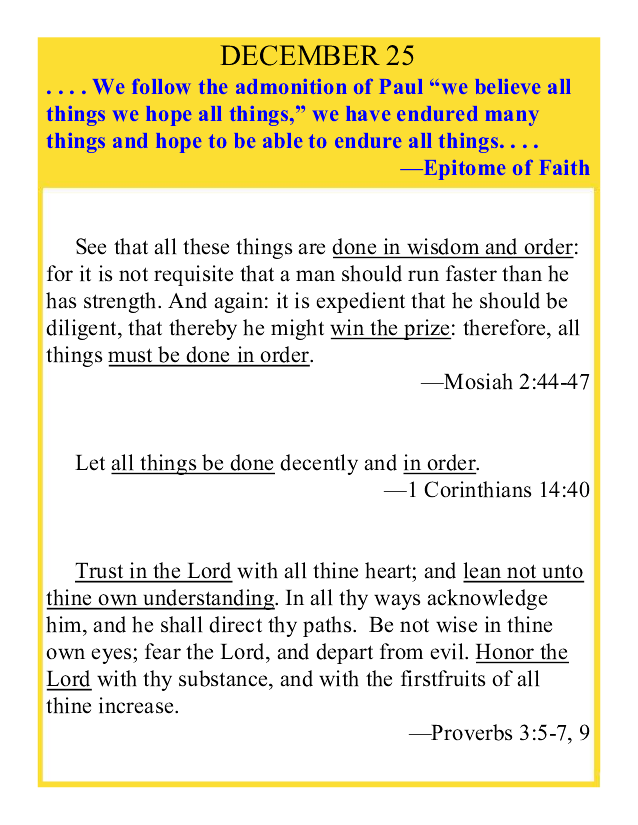 DECEMBER 25
. . . . We follow the admonition of Paul “we believe all
things we hope all things,” we have endured many
things and hope to be able to endure all things. . . .
—Epitome of Faith
See that all these things are done in wisdom and order:
for it is not requisite that a man should run faster than he
has strength. And again: it is expedient that he should be
diligent, that thereby he might win the prize: therefore, all
things must be done in order.
—Mosiah 2:44-47
Let all things be done decently and in order.
—1 Corinthians 14:40
Trust in the Lord with all thine heart; and lean not unto
thine own understanding. In all thy ways acknowledge
him, and he shall direct thy paths. Be not wise in thine
own eyes; fear the Lord, and depart from evil. Honor the
Lord with thy substance, and with the firstfruits of all
thine increase.
—Proverbs 3:5-7, 9